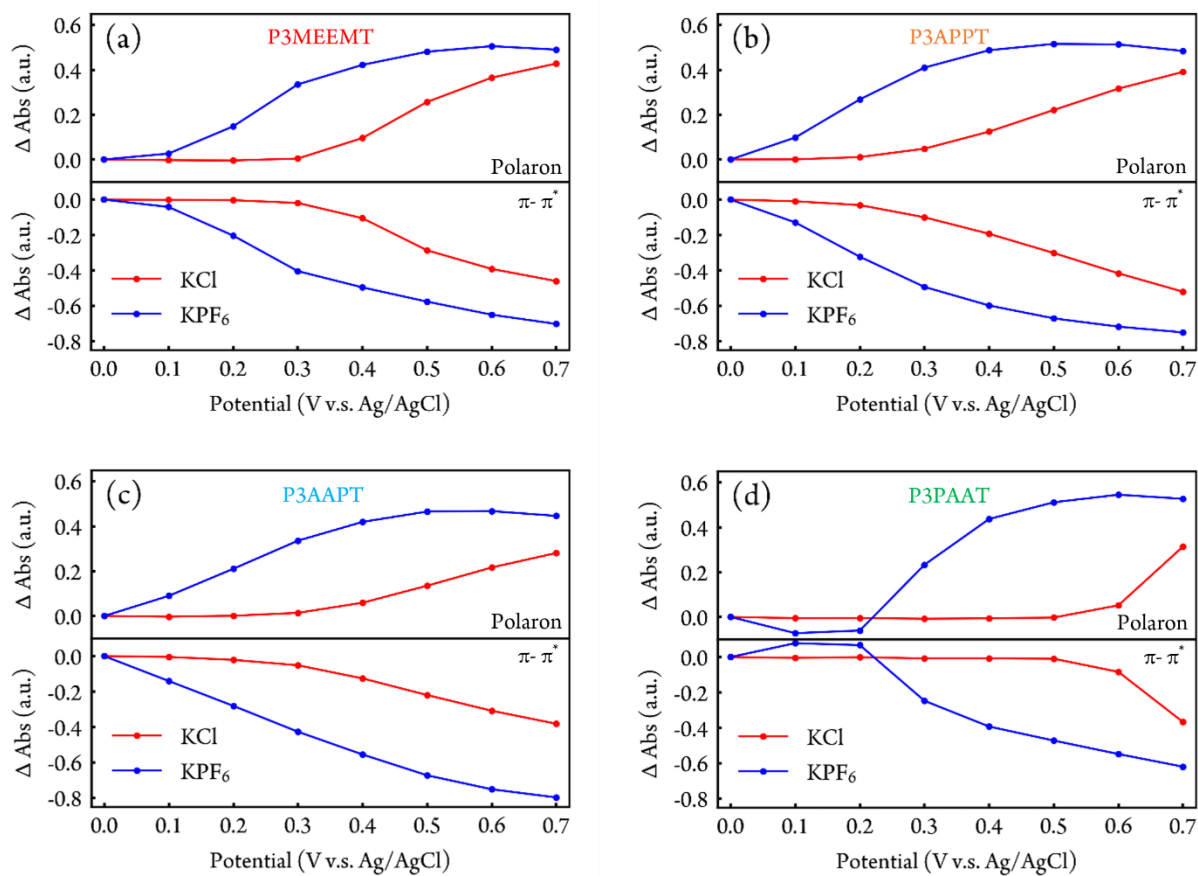 (a) P3MEEMT
Δ Abs (a.u.)
0.6
0.4
0.2
0.0
Polaron
Δ Abs (a.u.)
0.0
-0.2
-0.4
-0.6
-0.8
π- π*
KCl
KPF₆
0.0 0.1 0.2 0.3 0.4 0.5 0.6 0.7
Potential (V v.s. Ag/AgCl)
(b) P3APPT
Δ Abs (a.u.)
0.6
0.4
0.2
0.0
Polaron
Δ Abs (a.u.)
0.0
-0.2
-0.4
-0.6
-0.8
π- π*
KCl
KPF₆
0.0 0.1 0.2 0.3 0.4 0.5 0.6 0.7
Potential (V v.s. Ag/AgCl)
(c) P3AAPT
Δ Abs (a.u.)
0.6
0.4
0.2
0.0
Polaron
Δ Abs (a.u.)
0.0
-0.2
-0.4
-0.6
-0.8
π- π*
KCl
KPF₆
0.0 0.1 0.2 0.3 0.4 0.5 0.6 0.7
Potential (V v.s. Ag/AgCl)
(d) P3PAAT
Δ Abs (a.u.)
0.6
0.4
0.2
0.0
Polaron
Δ Abs (a.u.)
0.0
-0.2
-0.4
-0.6
-0.8
π- π*
KCl
KPF₆
0.0 0.1 0.2 0.3 0.4 0.5 0.6 0.7
Potential (V v.s. Ag/AgCl)